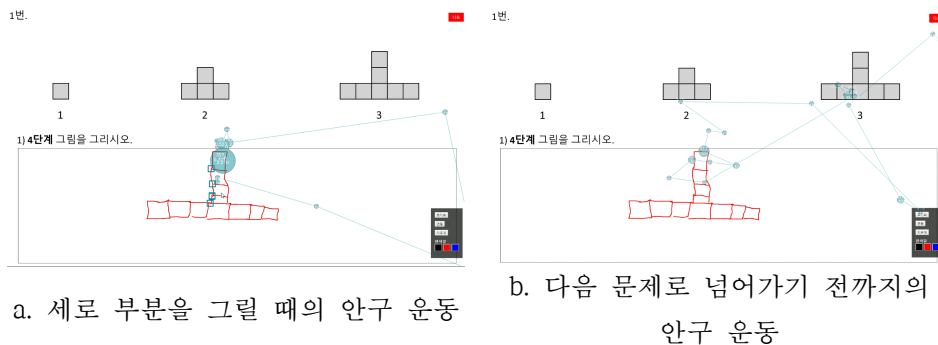 1번.
다음
1
2
3
1) 4단계 그림을 그리시오.
a. 세로 부분을 그릴 때의 안구 운동
1번.
1
2
3
1) 4단계 그림을 그리시오.
b. 다음 문제로 넘어가기 전까지의
안구 운동